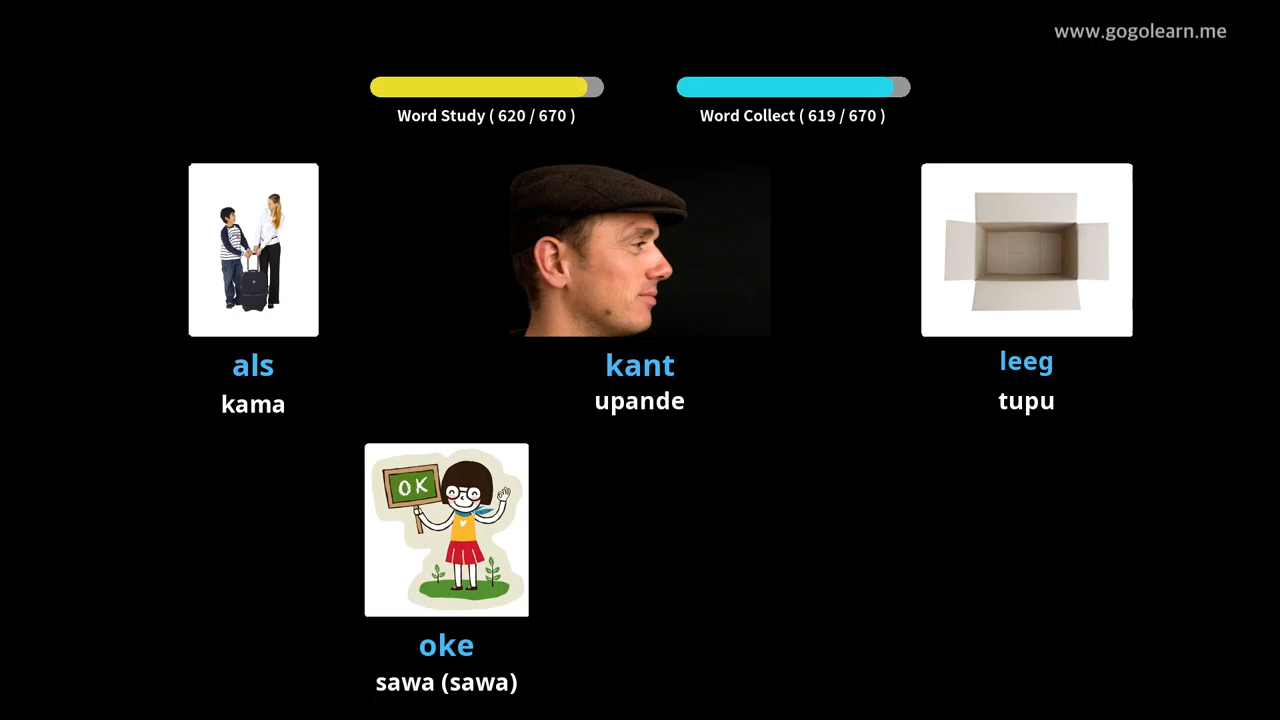 www.gogolearn.me
Word Study ( 620 / 670 )
Word Collect ( 619 / 670 )
als
kama
kant
upande
leeg
tupu
OK
oke
sawa (sawa)